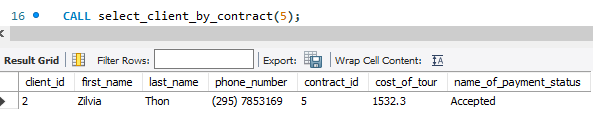 16 CALL select_client_by_contract(5);
Result Grid Filter Rows: Export: Wrap Cell Content:
client_id first_name last_name phone_number contract_id cost_of_tour name_of_payment_status
2 Zilvia Thon (295) 7853169 5 1532.3 Accepted